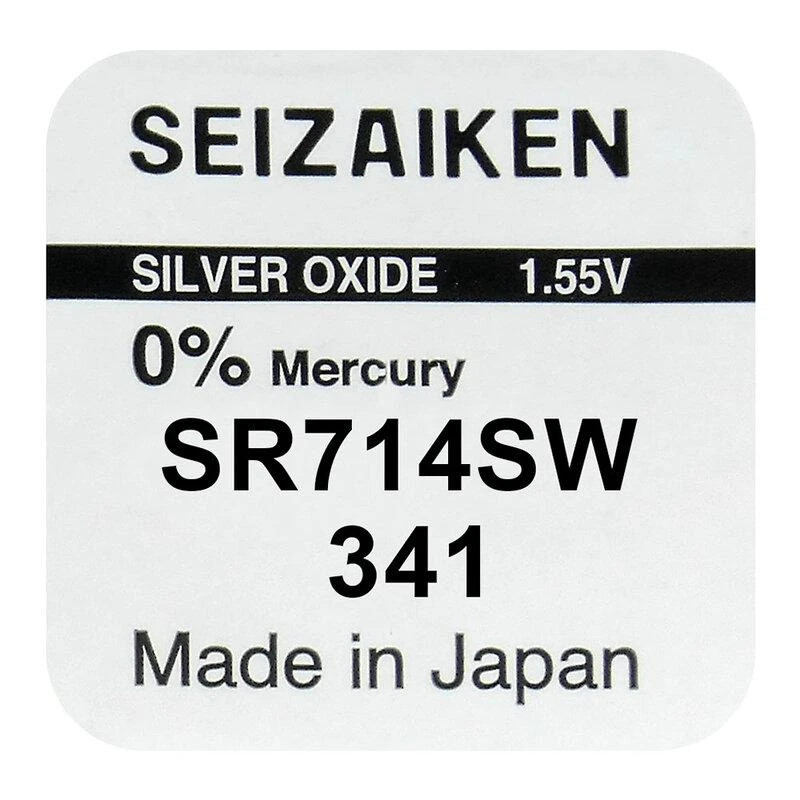 SEIZAIKEN
SILVER OXIDE 1.55V
0% Mercury
SR714SW
341
Made in Japan